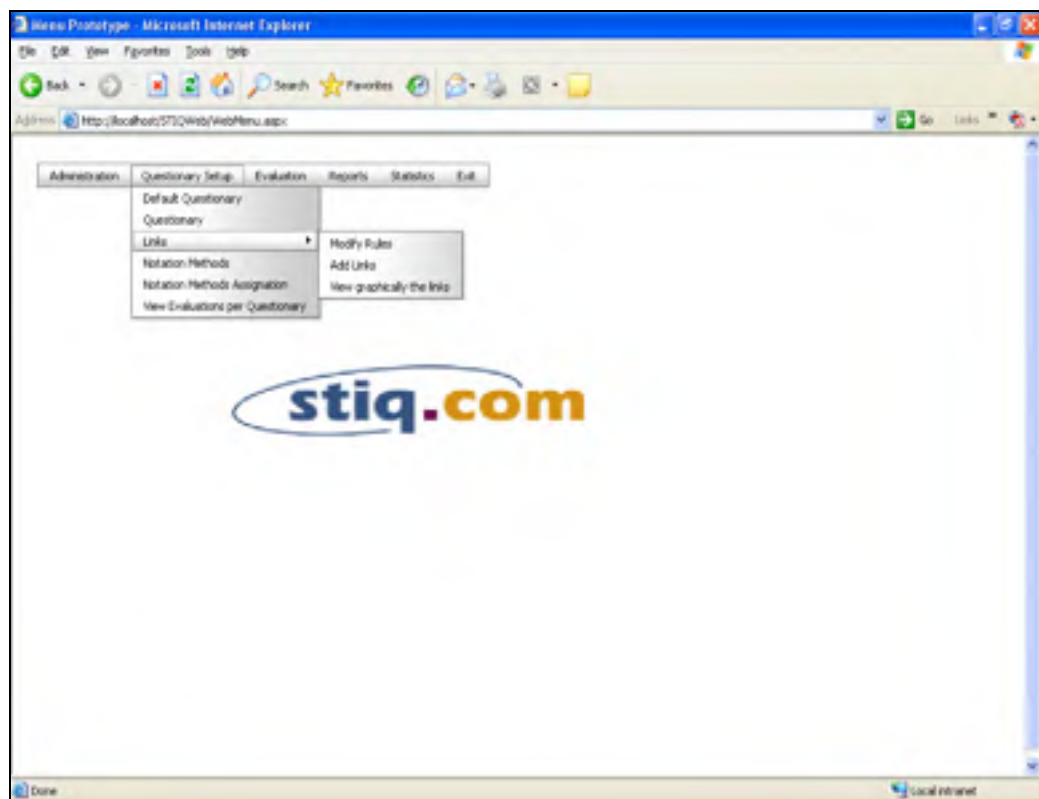 Menu Prototype - Microsoft Internet Explorer
File Edit View Favorites Tools Help
Back Search Favorites
Address http://localhost/STIQWeb/WebMenu.aspx Go Links
Administration Questionary Setup Evaluation Reports Statistics Exit
Default Questionary
Questionary
Links
Modify Rules
Notation Methods
Add Links
Notation Methods Assignation
View graphically the links
View Evaluations per Questionary
stiq.com
Done Local intranet